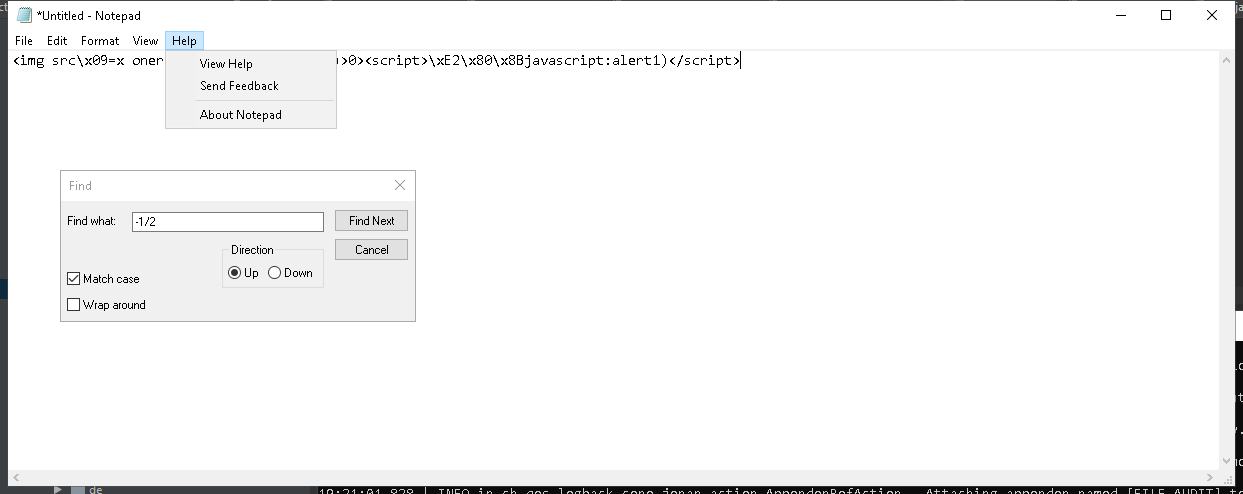 *Untitled - Notepad
File Edit Format View Help
<img src\x09=x oner >0><script>\xE2\x80\x8Bjavascript:alert1)</script>
View Help
Send Feedback
About Notepad
Find
Find what: -1/2 Find Next
Direction Cancel
Up Down
Match case
Wrap around
de
19:21:01,828 | INFO in ch.qos.logback.core.joran.action.AppenderRefAction - Attaching appender named [FILE_AUDIT]